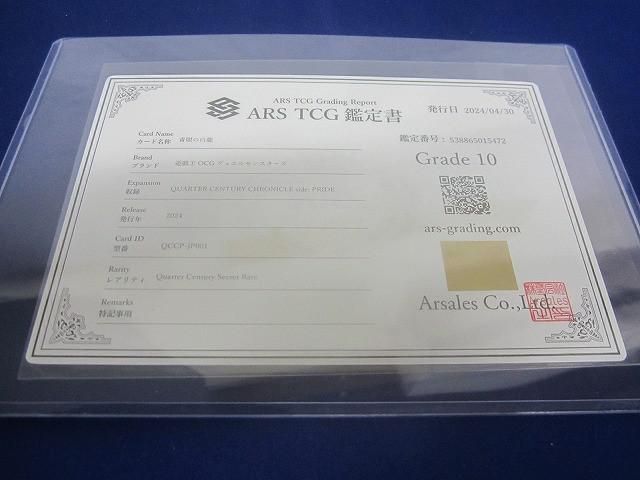 ARS TCG Grading Report
ARS TCG 鑑定書
発行日 2024/04/30
鑑定番号：538865015472
Card Name
カード名称 青眼の白龍
Brand
ブランド 遊戯王OCG デュエルモンスターズ
Expansion
収録 QUARTER CENTURY CHRONICLE side: PRIDE
Release
発行年 2024
Card ID
型番 QCCP-JP001
Rarity
レアリティ Quarter Century Secret Rare
Remarks
特記事項
Grade 10
ars-grading.com
Arsales Co.,Ltd.